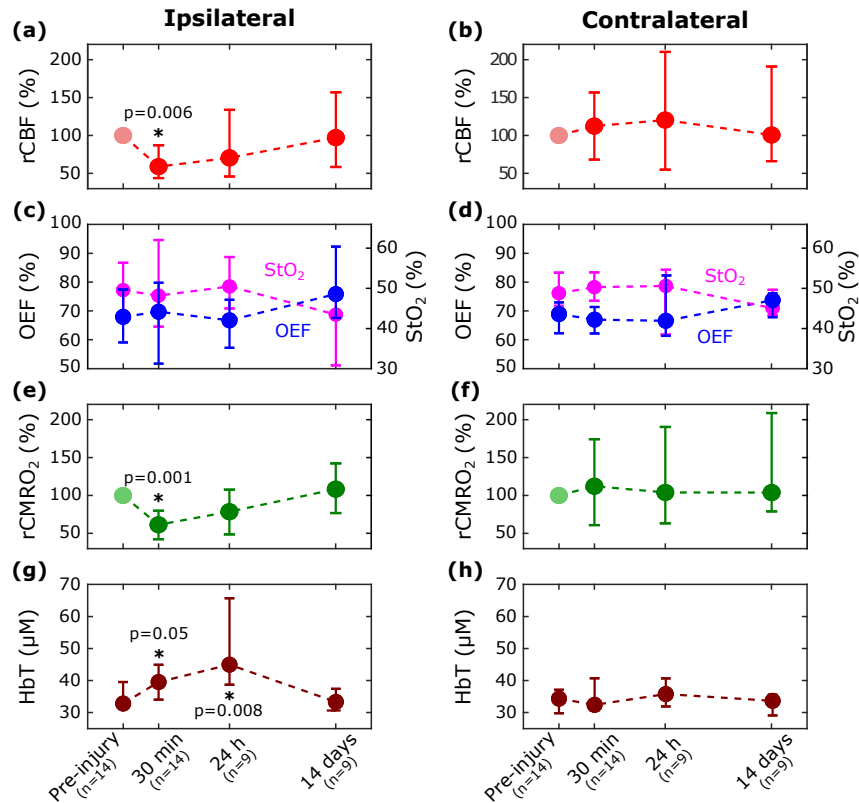 Ipsilateral
Contralateral
(a)
rCBF (%)
200
150
100
50
p=0.006
*
(b)
rCBF (%)
200
150
100
50
(c)
OEF (%)
100
90
80
70
60
50
StO₂
OEF
60
50
40
30
StO₂ (%)
(d)
OEF (%)
100
90
80
70
60
50
StO₂
OEF
60
50
40
30
StO₂ (%)
(e)
rCMRO₂ (%)
200
150
100
50
p=0.001
*
(f)
rCMRO₂ (%)
200
150
100
50
(g)
HbT (µM)
70
60
50
40
30
p=0.05
*
*
p=0.008
(h)
HbT (µM)
70
60
50
40
30
Pre-injury
(n=14)
30 min
(n=14)
24 h
(n=9)
14 days
(n=9)
Pre-injury
(n=14)
30 min
(n=14)
24 h
(n=9)
14 days
(n=9)